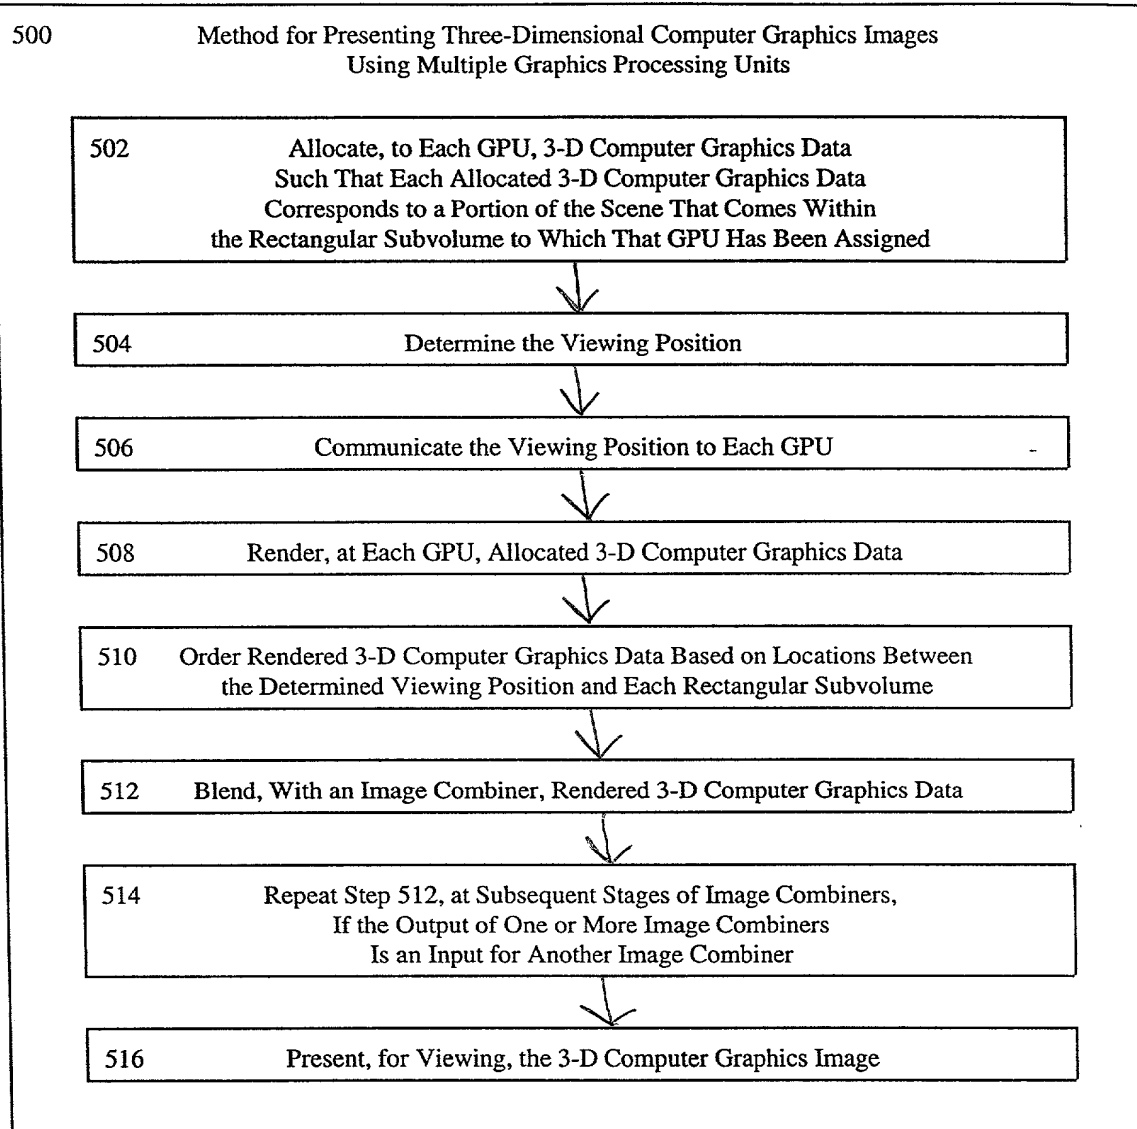 500 Method for Presenting Three-Dimensional Computer Graphics Images
Using Multiple Graphics Processing Units
502 Allocate, to Each GPU, 3-D Computer Graphics Data
Such That Each Allocated 3-D Computer Graphics Data
Corresponds to a Portion of the Scene That Comes Within
the Rectangular Subvolume to Which That GPU Has Been Assigned
504 Determine the Viewing Position
506 Communicate the Viewing Position to Each GPU
508 Render, at Each GPU, Allocated 3-D Computer Graphics Data
510 Order Rendered 3-D Computer Graphics Data Based on Locations Between
the Determined Viewing Position and Each Rectangular Subvolume
512 Blend, With an Image Combiner, Rendered 3-D Computer Graphics Data
514 Repeat Step 512, at Subsequent Stages of Image Combiners,
If the Output of One or More Image Combiners
Is an Input for Another Image Combiner
516 Present, for Viewing, the 3-D Computer Graphics Image